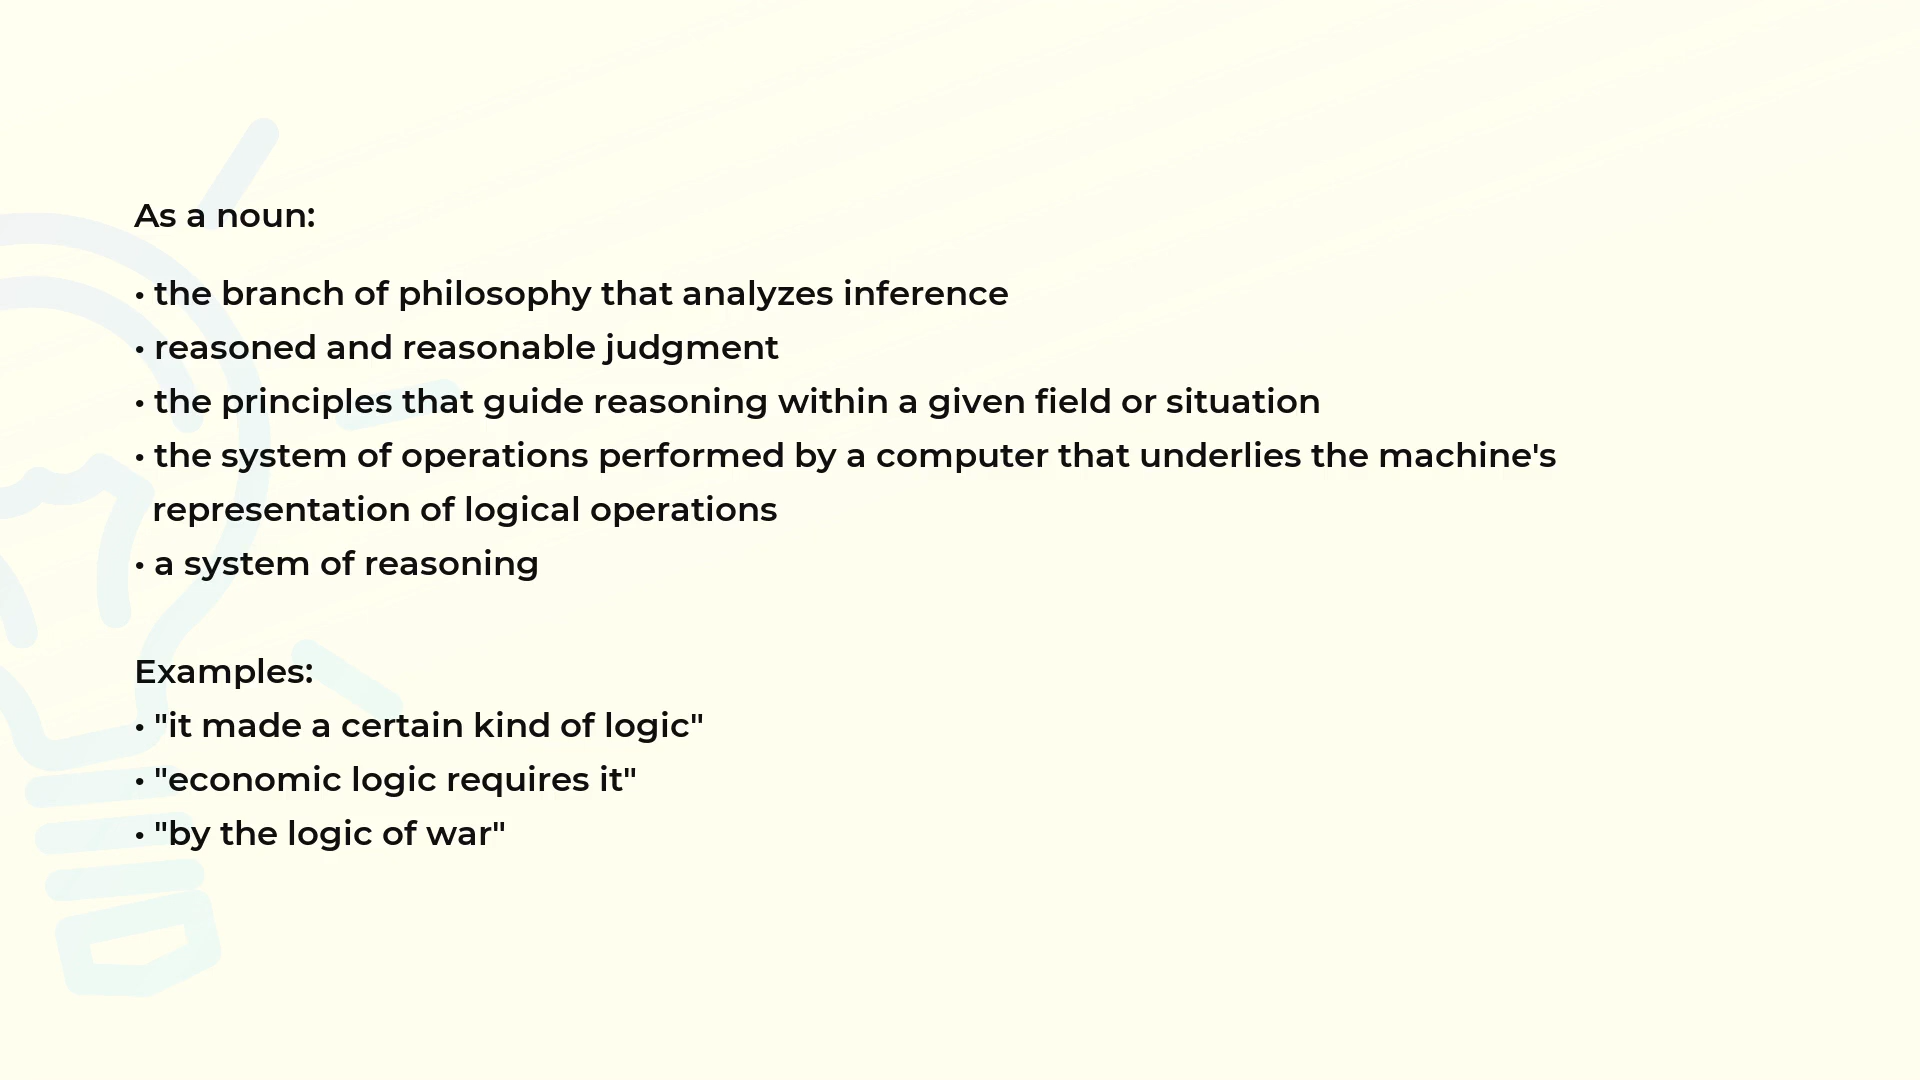 As a noun:
• the branch of philosophy that analyzes inference
• reasoned and reasonable judgment
• the principles that guide reasoning within a given field or situation
• the system of operations performed by a computer that underlies the machine's
representation of logical operations
• a system of reasoning
Examples:
• "it made a certain kind of logic"
• "economic logic requires it"
• "by the logic of war"